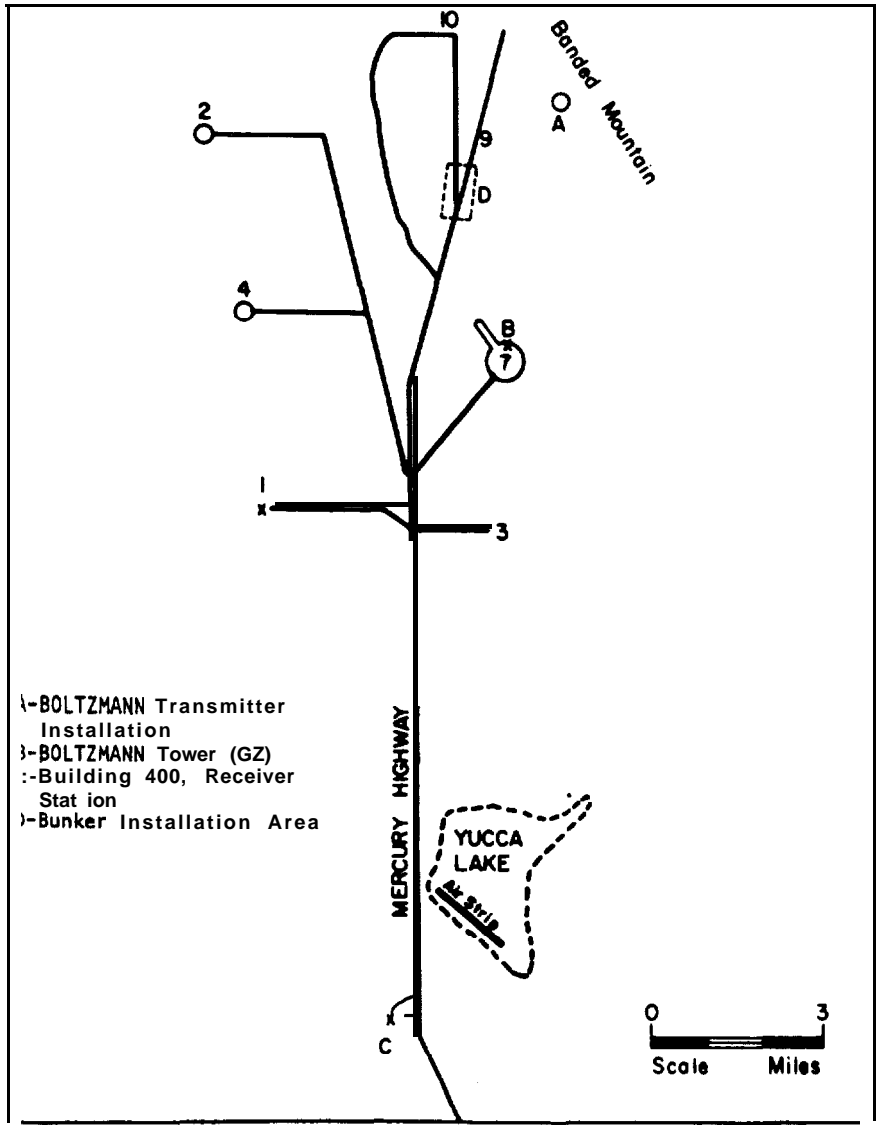 10
Banded Mountain
2
A
9
D
4
B
7
1
3
A-BOLTZMANN Transmitter
Installation
B-BOLTZMANN Tower (GZ)
:-Building 400, Receiver
Stat ion
)-Bunker Installation Area
MERCURY HIGHWAY
YUCCA
LAKE
Air Strip
x
C
0 3
Scale Miles